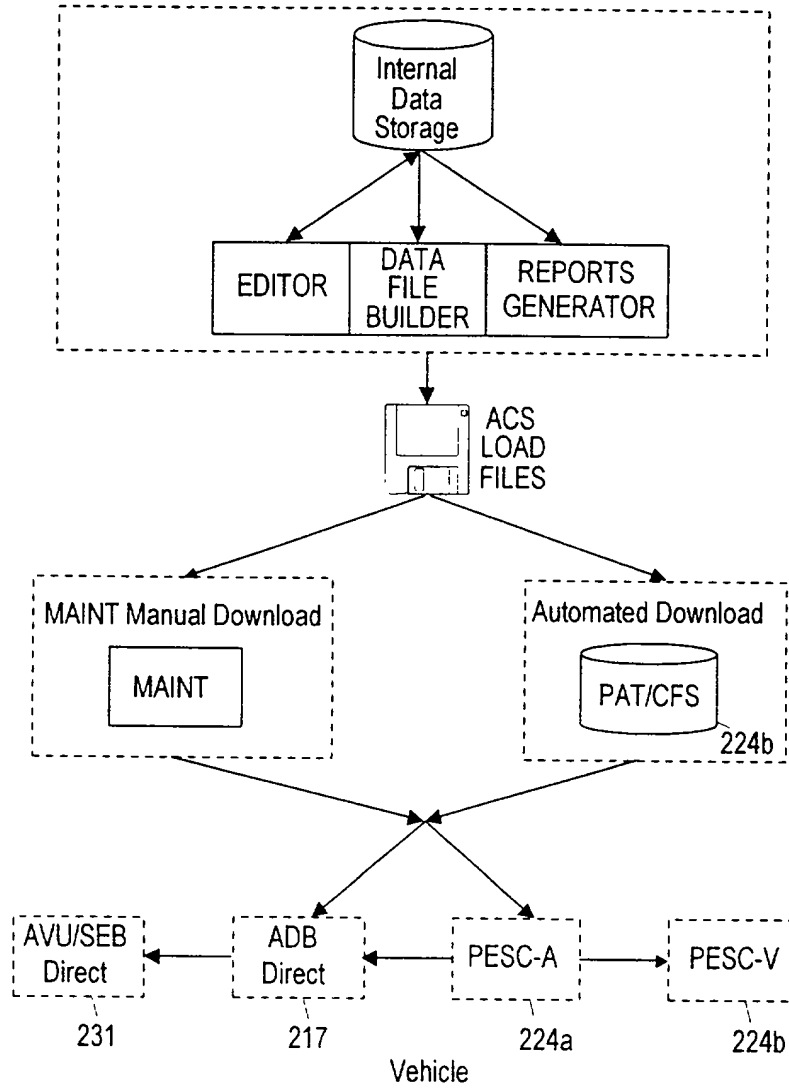 Internal
Data
Storage
EDITOR
DATA
FILE
BUILDER
REPORTS
GENERATOR
ACS
LOAD
FILES
MAINT Manual Download
MAINT
Automated Download
PAT/CFS
224b
AVU/SEB
Direct
231
ADB
Direct
217
PESC-A
224a
PESC-V
224b
Vehicle